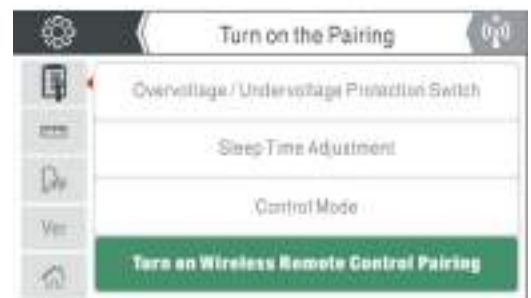 Turn on the Pairing
Overvoltage / Undervoltage Protection Switch
Sleep Time Adjustment
Control Mode
Ver
Turn on Wireless Remote Control Pairing